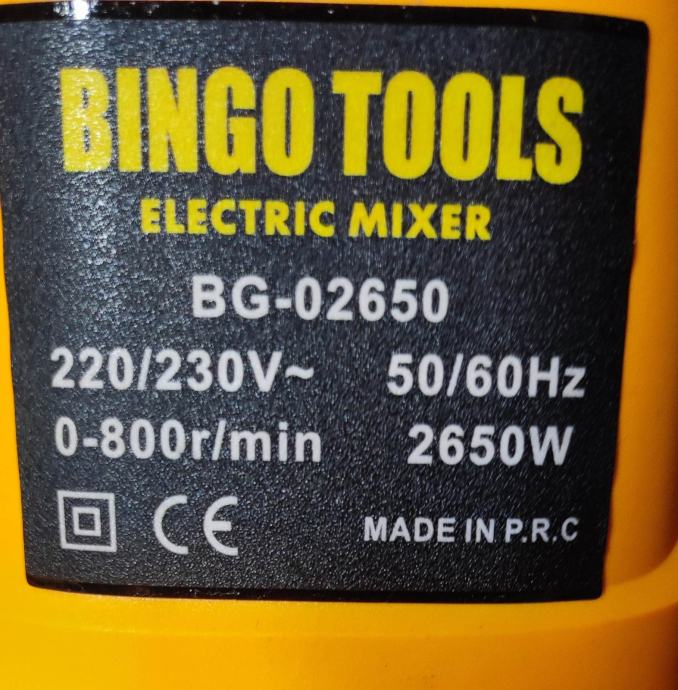 BINGO TOOLS
ELECTRIC MIXER
BG-02650
220/230V~ 50/60Hz
0-800r/min 2650W
CE MADE IN P.R.C